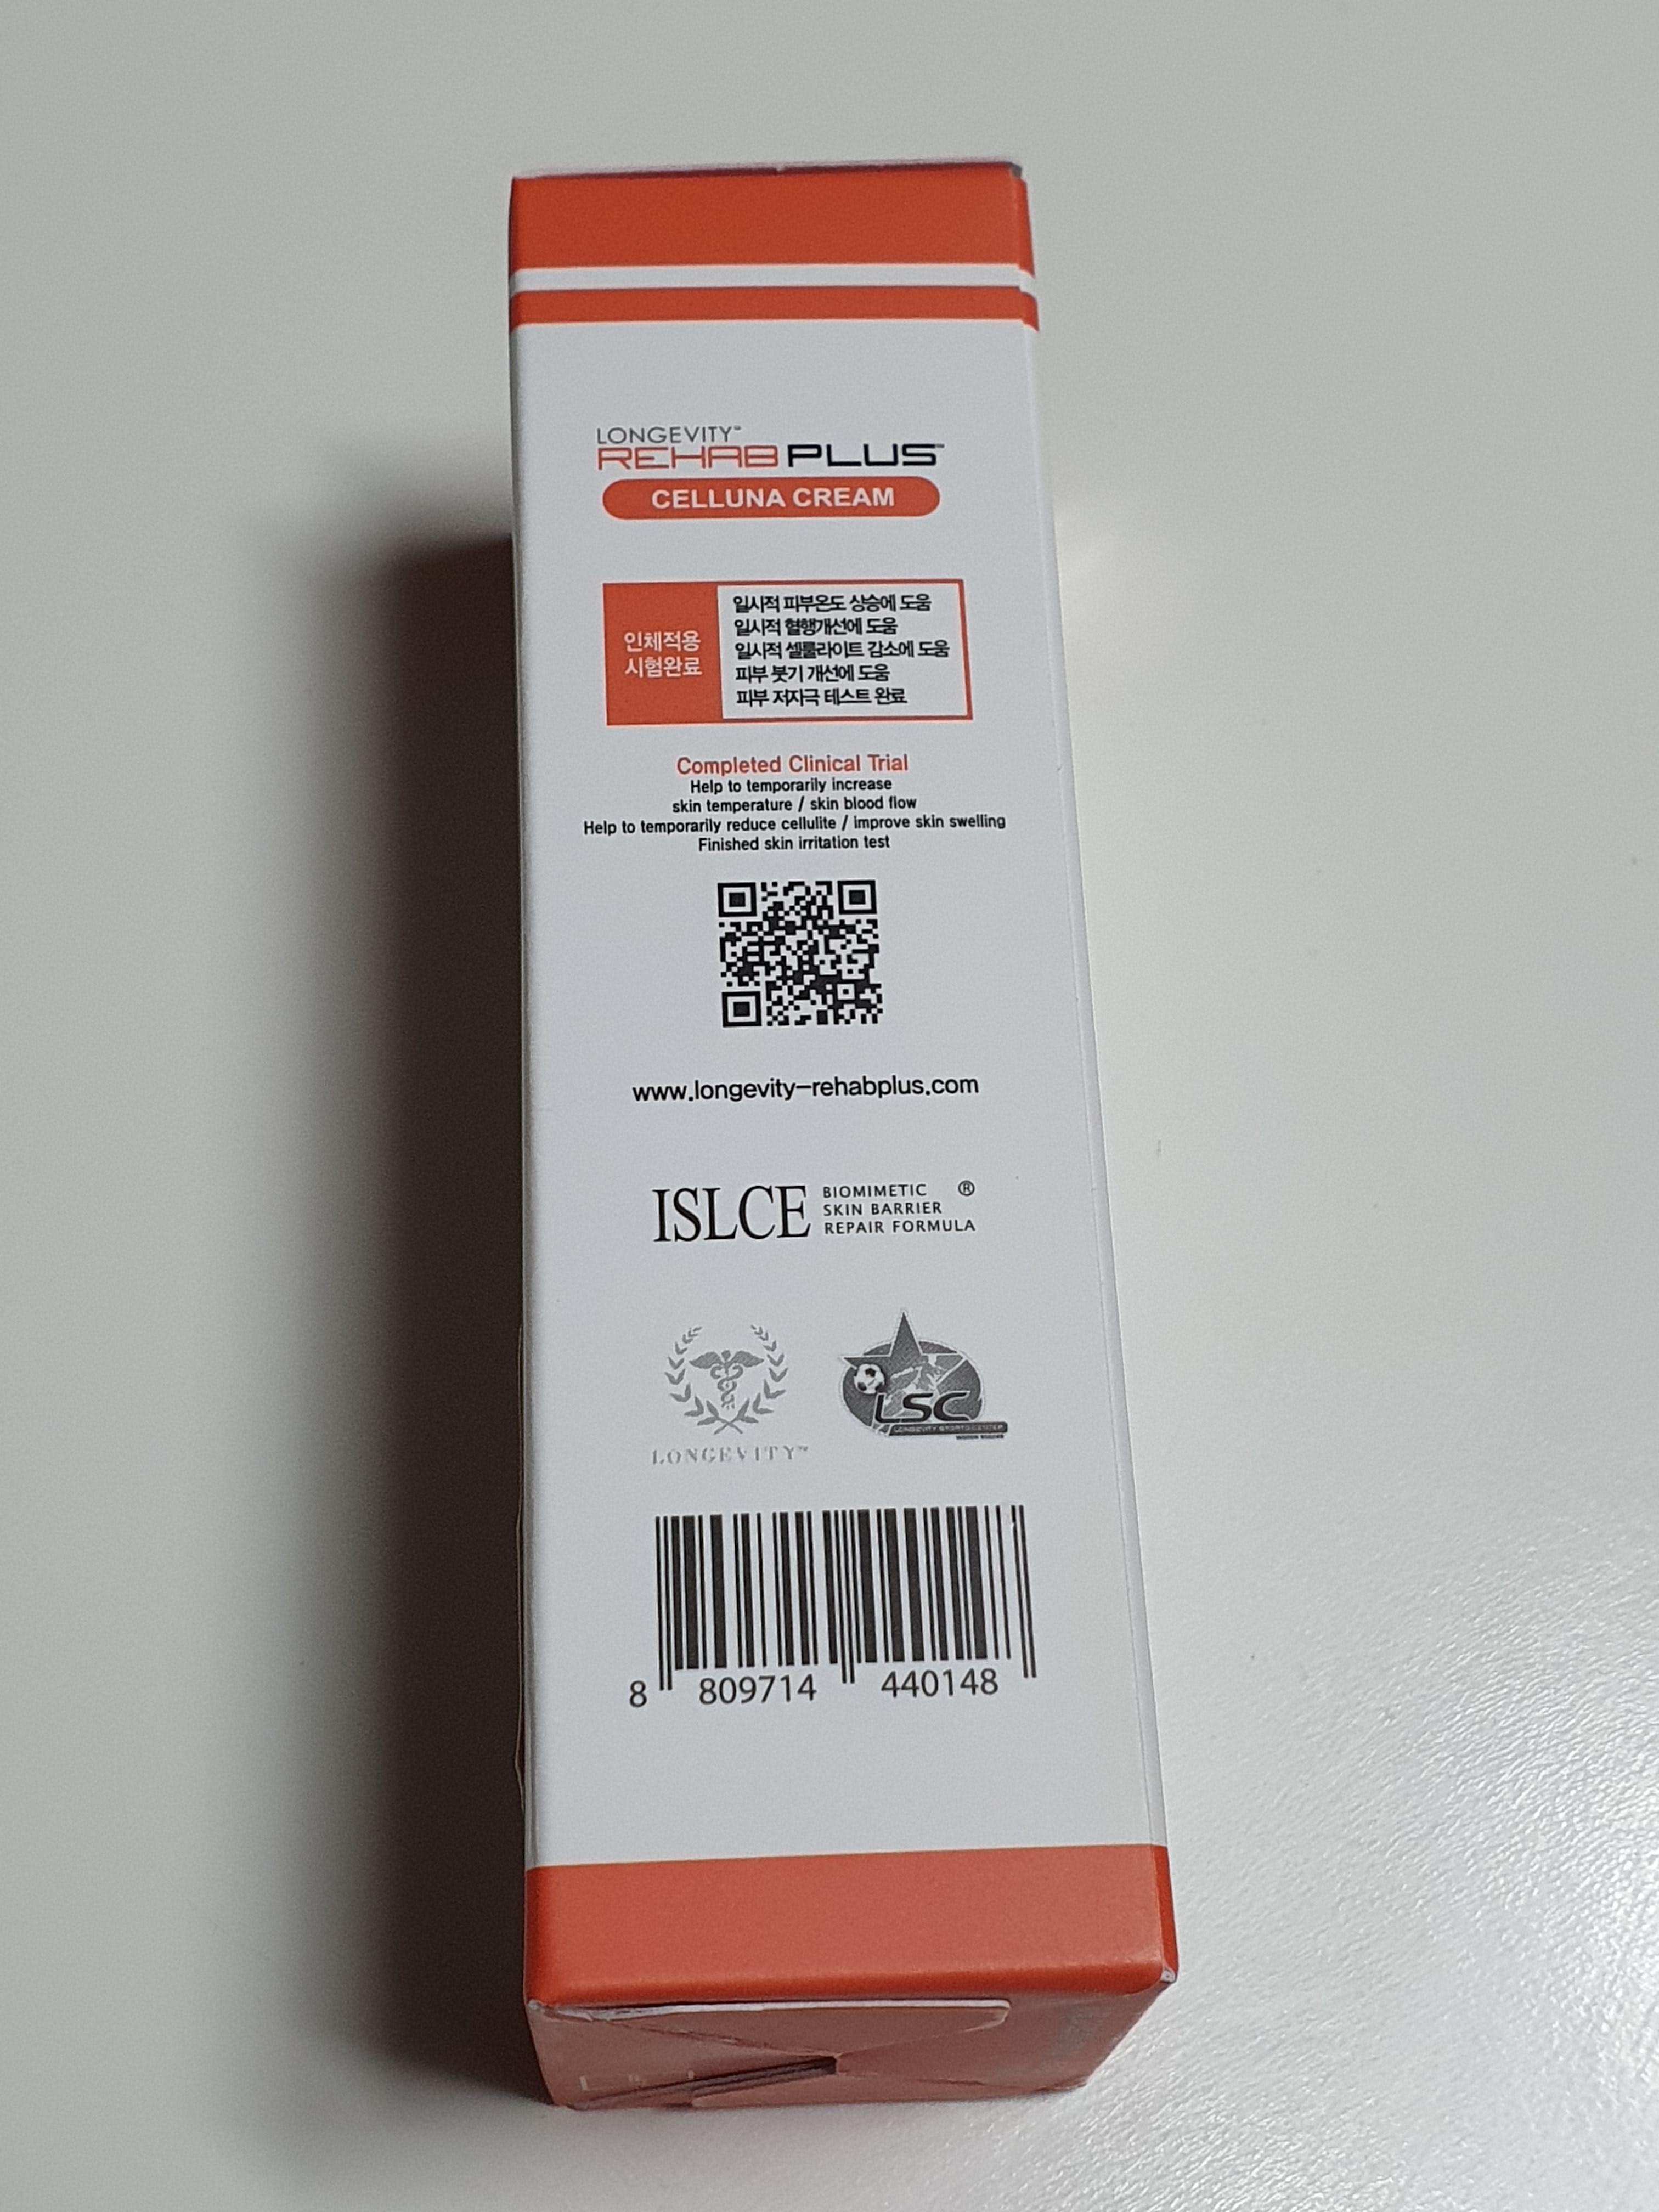 LONGEVITY™
REHAB PLUS™
CELLUNA CREAM
인체적용
시험완료
일시적 피부온도 상승에 도움
일시적 혈행개선에 도움
일시적 셀룰라이트 감소에 도움
피부 붓기 개선에 도움
피부 저자극 테스트 완료
Completed Clinical Trial
Help to temporarily increase
skin temperature / skin blood flow
Help to temporarily reduce cellulite / improve skin swelling
Finished skin irritation test
www.longevity-rehabplus.com
ISLCE
BIOMIMETIC ®
SKIN BARRIER
REPAIR FORMULA
LONGEVITY™
LSC
LONGEVITY SPORTS CENTER
8 809714 440148